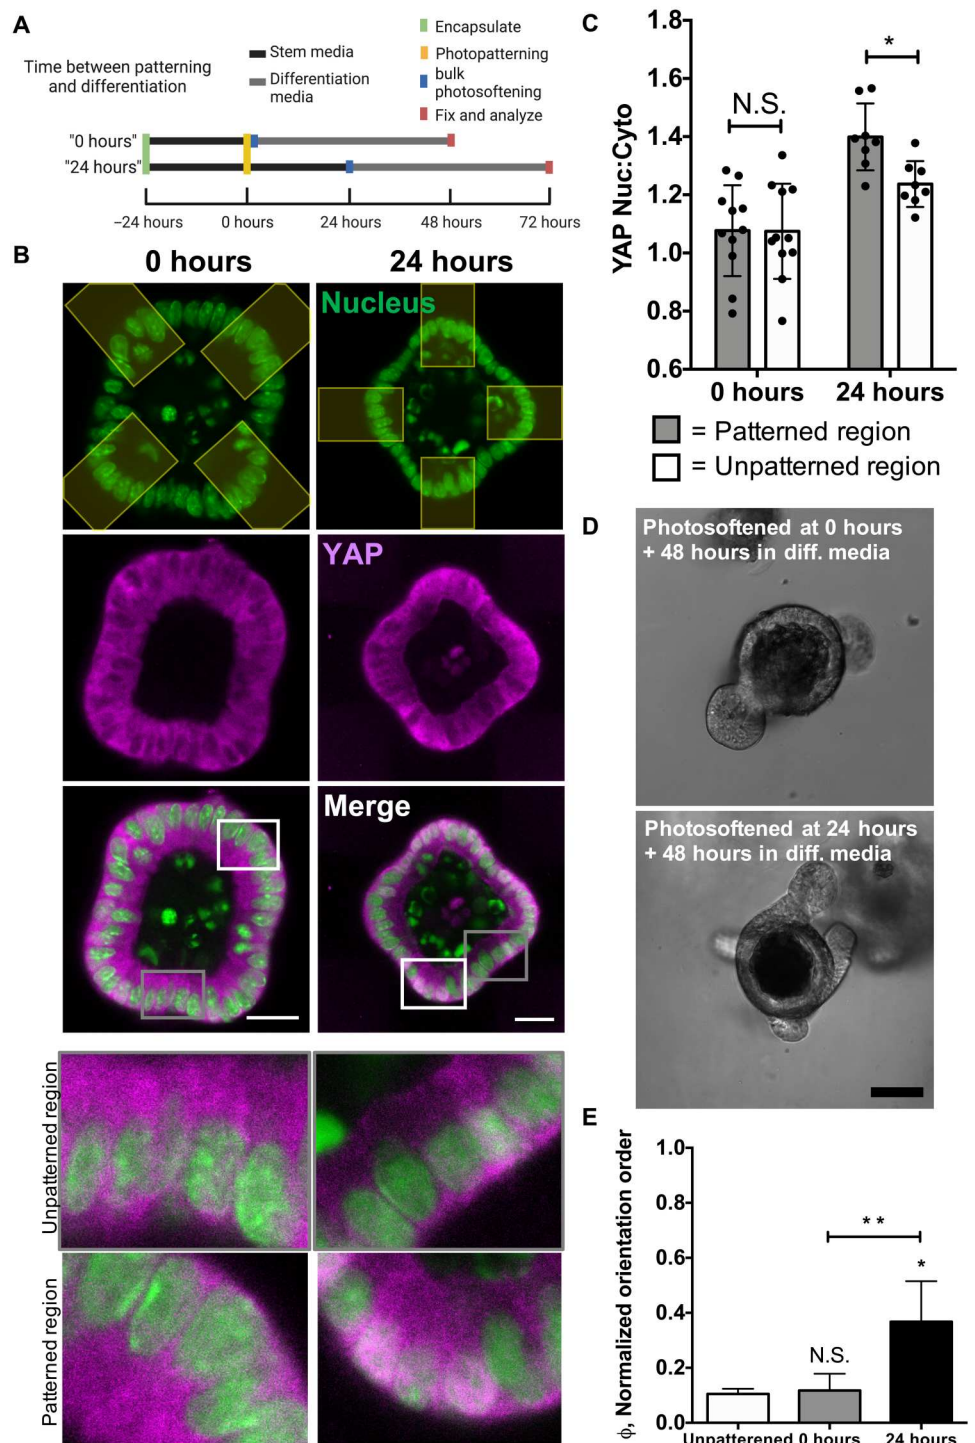 A
Time between patterning
and differentiation
Stem media
Differentiation
media
Encapsulate
Photopatterning
bulk
photosoftening
Fix and analyze
"0 hours"
"24 hours"
−24 hours
0 hours
24 hours
48 hours
72 hours
B
0 hours
24 hours
Nucleus
YAP
Merge
Unpatterned region
Patterned region
C
YAP Nuc:Cyto
1.8
1.6
1.4
1.2
1.0
0.8
0.6
N.S.
*
0 hours
24 hours
= Patterned region
= Unpatterned region
D
Photosoftened at 0 hours
+ 48 hours in diff. media
Photosoftened at 24 hours
+ 48 hours in diff. media
E
ϕ, Normalized orientation order
1.0
0.8
0.6
0.4
0.2
0.0
N.S.
* *
*
Unpatterened
0 hours
24 hours